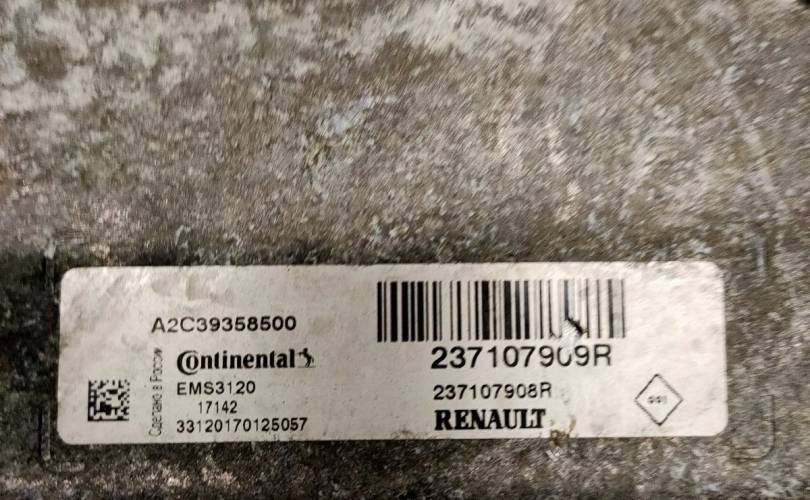 A2C39358500
Continental
EMS3120
17142
33120170125057
Сделано в России
237107909R
237107908R
RENAULT